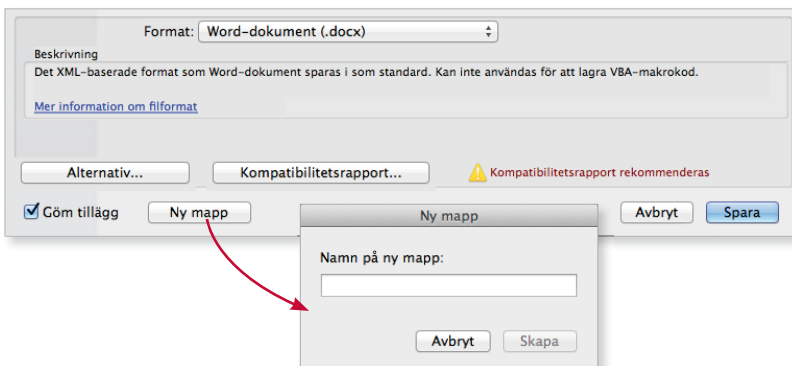 Format: Word-dokument (.docx)
Beskrivning
Det XML-baserade format som Word-dokument sparas i som standard. Kan inte användas för att lagra VBA-makrokod.
Mer information om filformat
Alternativ... Kompatibilitetsrapport... Kompatibilitetsrapport rekommenderas
Göm tillägg Ny mapp Avbryt Spara
Ny mapp
Namn på ny mapp:
Avbryt Skapa